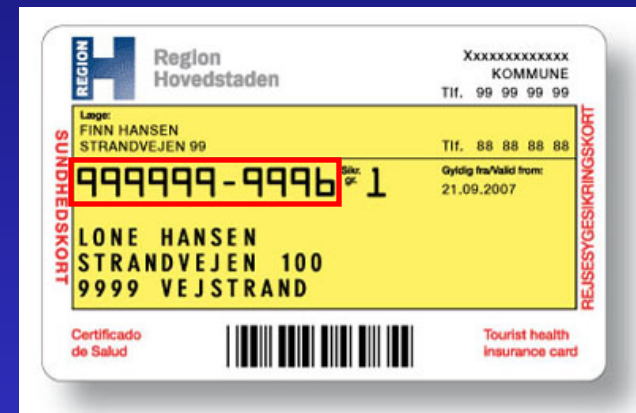 REGION
Region
Hovedstaden
Xxxxxxxxxxxxx
KOMMUNE
Tlf. 99 99 99 99
Læge:
FINN HANSEN
STRANDVEJEN 99
Tlf. 88 88 88 88
SUNDHEDSKORT
999999-9996
Sikr.
gr.
1
Gyldig fra/Valid from:
21.09.2007
REJSESYGESIKRINGSKORT
LONE HANSEN
STRANDVEJEN 100
9999 VEJSTRAND
Certificado
de Salud
Tourist health
insurance card